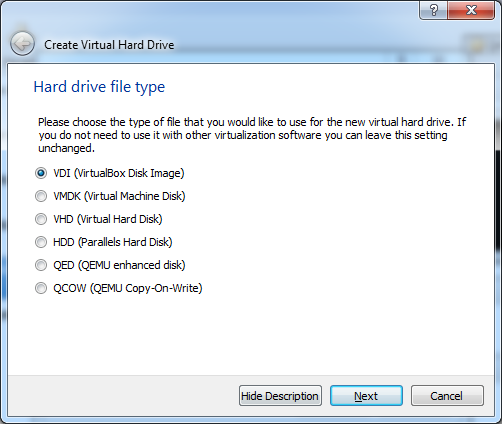 ?
Create Virtual Hard Drive
Hard drive file type
Please choose the type of file that you would like to use for the new virtual hard drive. If
you do not need to use it with other virtualization software you can leave this setting
unchanged.
VDI (VirtualBox Disk Image)
VMDK (Virtual Machine Disk)
VHD (Virtual Hard Disk)
HDD (Parallels Hard Disk)
QED (QEMU enhanced disk)
QCOW (QEMU Copy-On-Write)
Hide Description
Next
Cancel